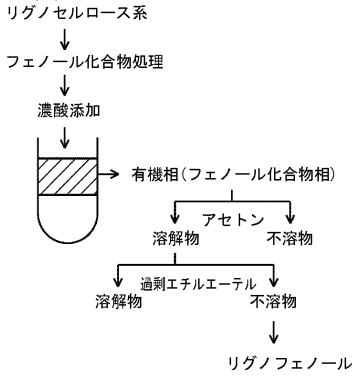 リグノセルロース系
フェノール化合物処理
濃酸添加
有機相(フェノール化合物相)
アセトン
溶解物
不溶物
過剰エチルエーテル
溶解物
不溶物
リグノフェノール